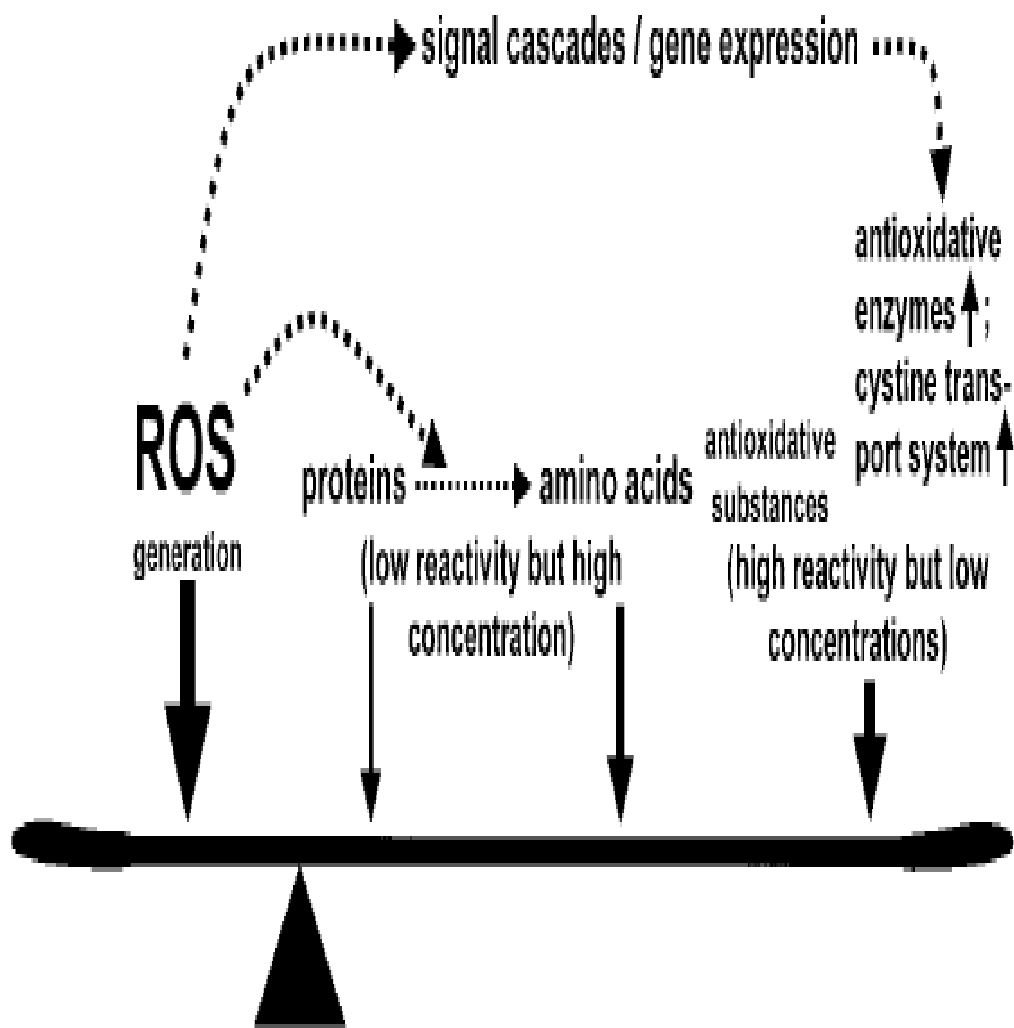 signal cascades / gene expression
antioxidative
enzymes ;
cystine trans-
port system
ROS
generation
proteins
amino acids
(low reactivity but high
concentration)
antioxidative
substances
(high reactivity but low
concentrations)